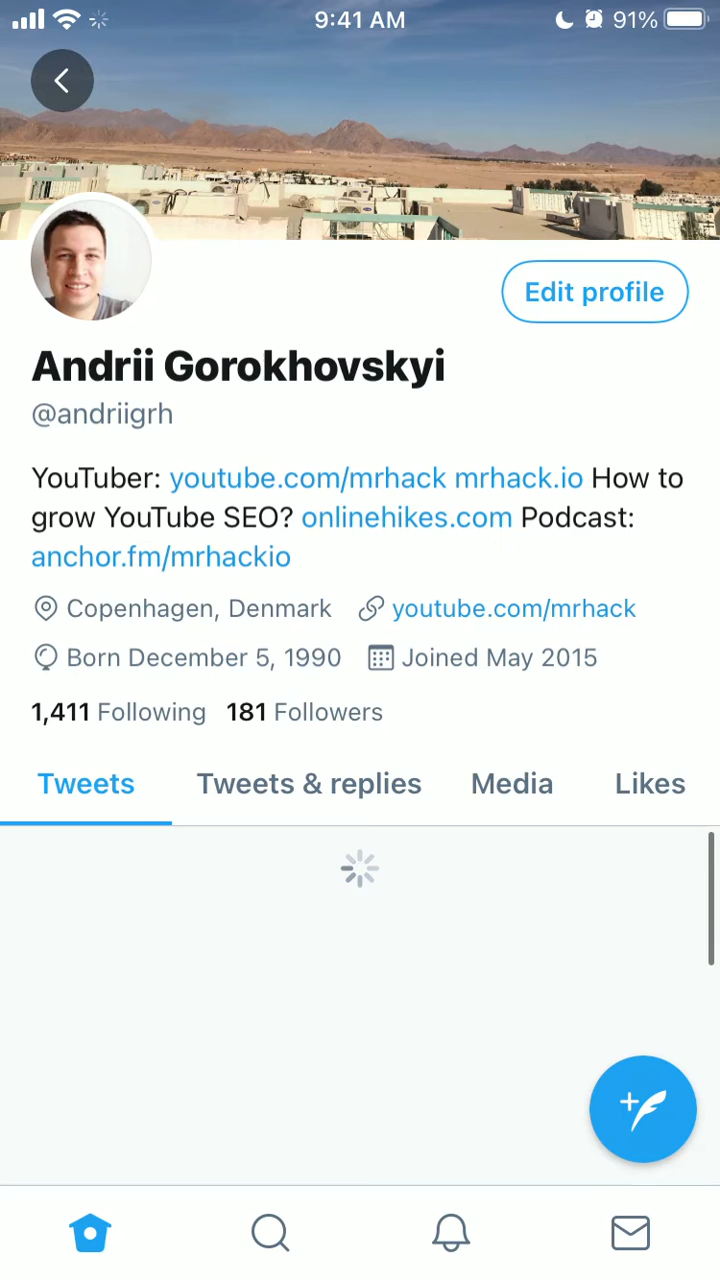 9:41 AM 91%
Edit profile
Andrii Gorokhovskyi
@andriigrh
YouTuber: youtube.com/mrhack mrhack.io How to
grow YouTube SEO? onlinehikes.com Podcast:
anchor.fm/mrhackio
Copenhagen, Denmark youtube.com/mrhack
Born December 5, 1990 Joined May 2015
1,411 Following 181 Followers
Tweets Tweets & replies Media Likes